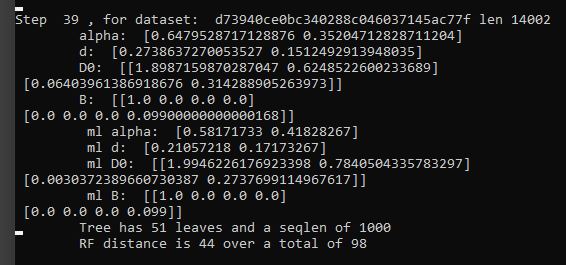 Step  39 , for dataset:  d73940ce0bc340288c046037145ac77f len 14002
alpha:  [0.6479528717128876 0.35204712828711204]
d:  [0.2738637270053527 0.1512492913948035]
D0:  [[1.8987159870287047 0.6248522600233689]
[0.06403961386918676 0.314288905263973]]
B:  [[1.0 0.0 0.0 0.0]
[0.0 0.0 0.0 0.09900000000000168]]
ml alpha:  [0.58171733 0.41828267]
ml d:  [0.21057218 0.17173267]
ml D0:  [[1.9946226176923398 0.7840504335783297]
[0.0030372389660730387 0.2737699114967617]]
ml B:  [[1.0 0.0 0.0 0.0]
[0.0 0.0 0.0 0.099]]
Tree has 51 leaves and a seqlen of 1000
RF distance is 44 over a total of 98